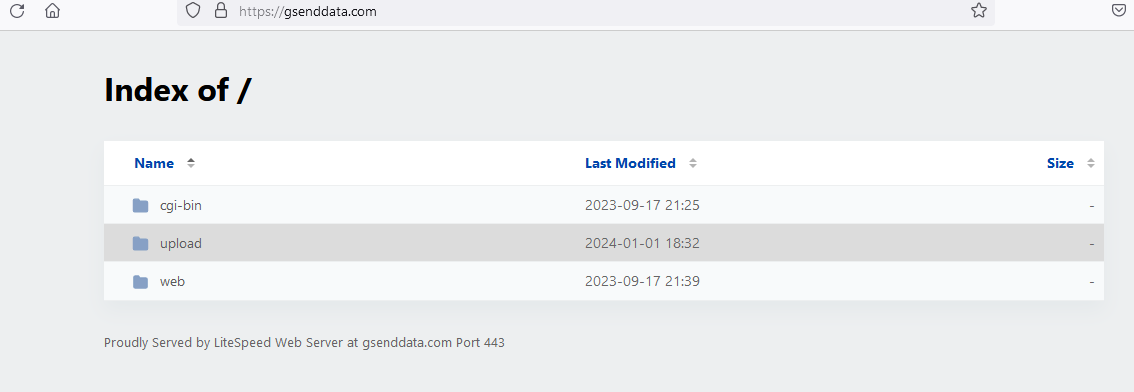 https://gsenddata.com
Index of /
Name Last Modified Size
cgi-bin 2023-09-17 21:25 -
upload 2024-01-01 18:32 -
web 2023-09-17 21:39 -
Proudly Served by LiteSpeed Web Server at gsenddata.com Port 443